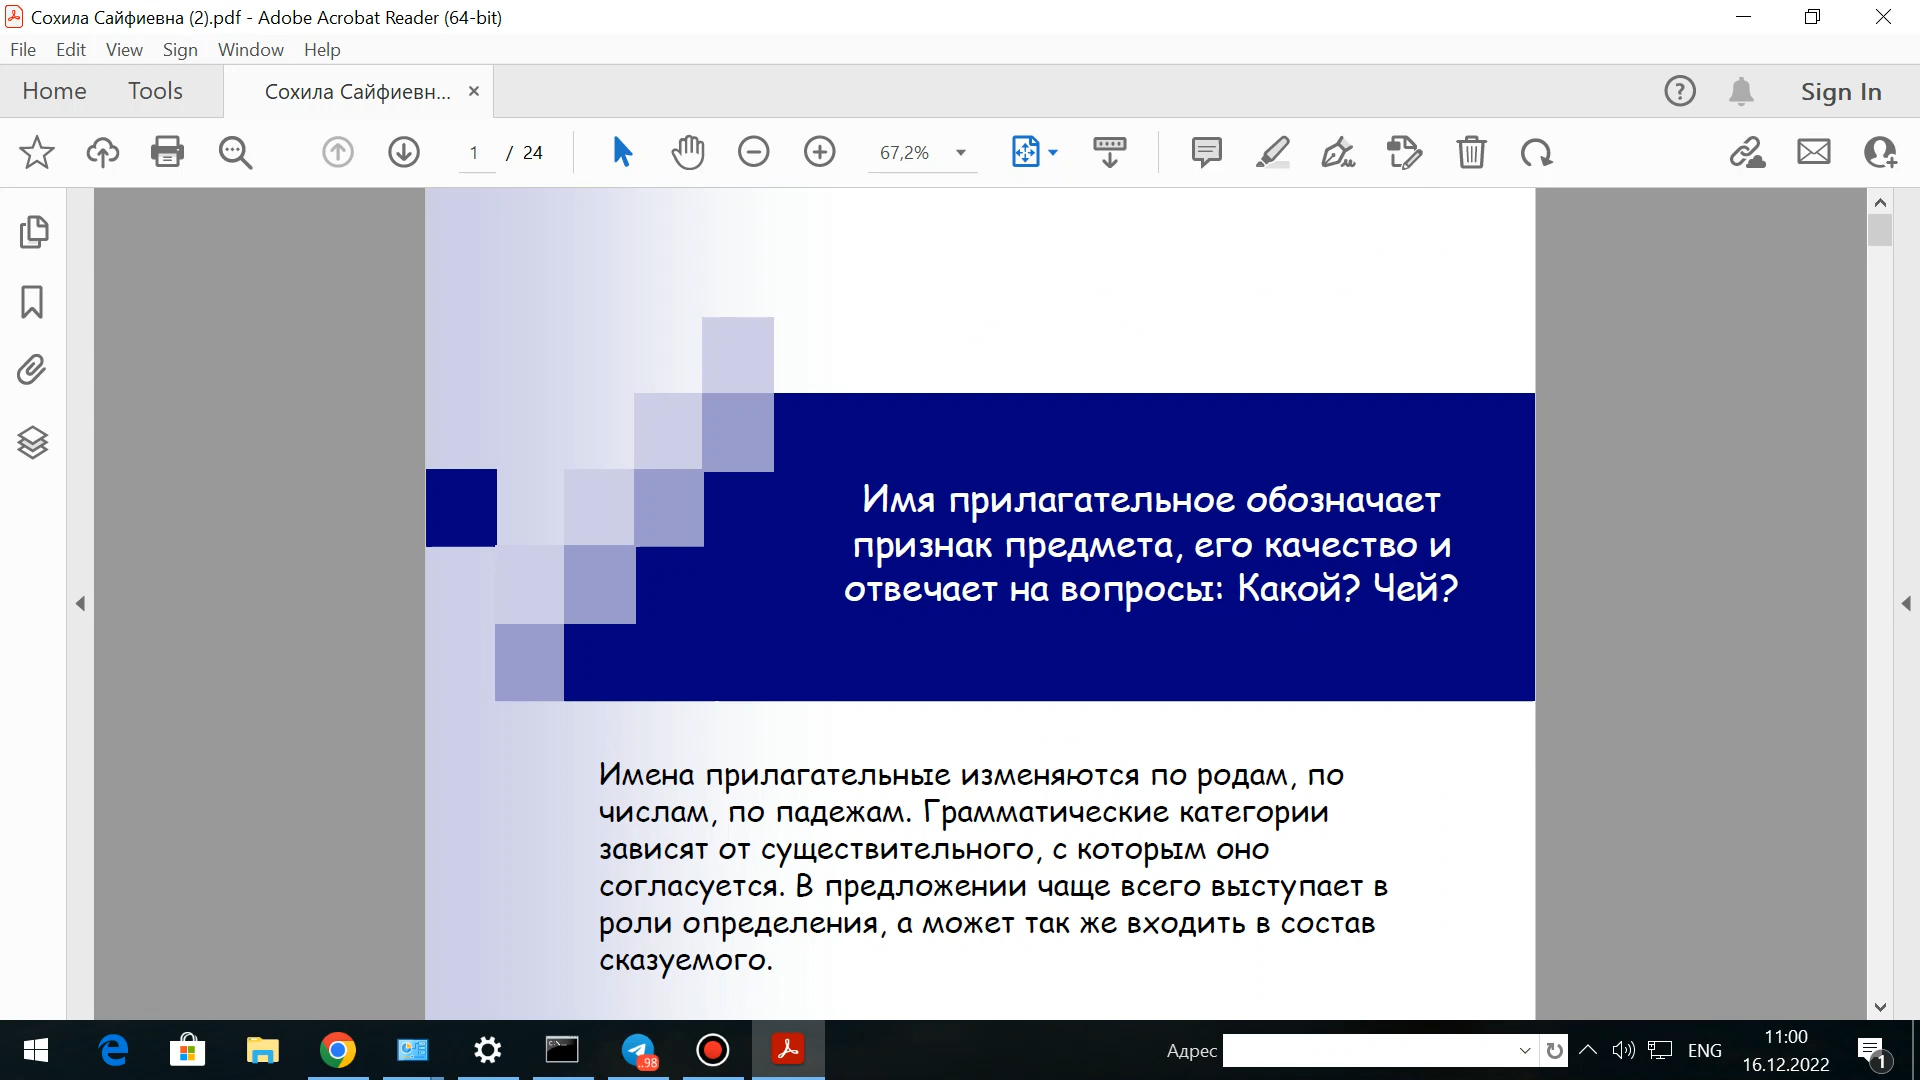 Сохила Сайфиевна (2).pdf - Adobe Acrobat Reader (64-bit)
File Edit View Sign Window Help
Home Tools Сохила Сайфиевн... × Sign In
1 / 24 67,2%
Имя прилагательное обозначает
признак предмета, его качество и
отвечает на вопросы: Какой? Чей?
Имена прилагательные изменяются по родам, по
числам, по падежам. Грамматические категории
зависят от существительного, с которым оно
согласуется. В предложении чаще всего выступает в
роли определения, а может так же входить в состав
сказуемого.
..98 Адрес ENG 11:00
16.12.2022 1